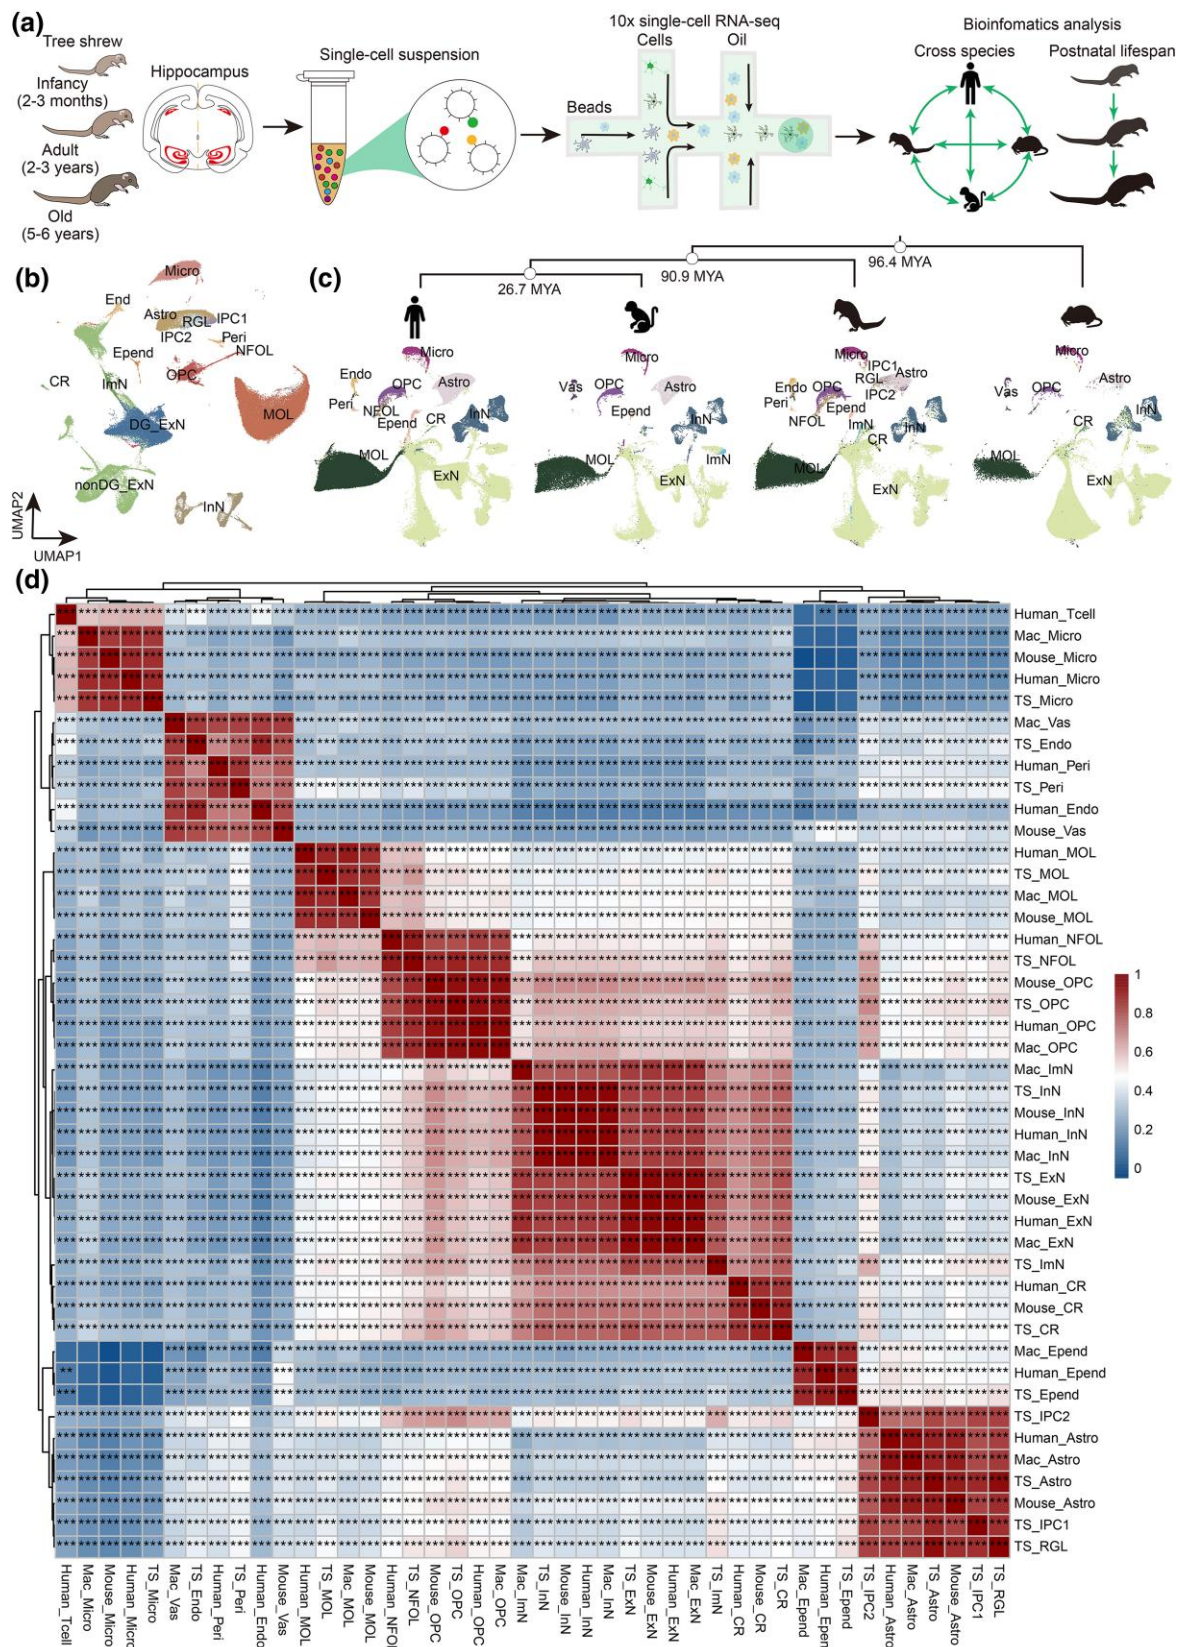 (a)
Tree shrew
Infancy
(2-3 months)
Adult
(2-3 years)
Old
(5-6 years)
Hippocampus
Single-cell suspension
10x single-cell RNA-seq
Cells
Oil
Beads
Bioinfomatics analysis
Cross species
Postnatal lifespan
(b)
Micro
End
Astro
RGL
IPC1
IPC2
Peri
Epend
NFOL
OPC
CR
ImN
DG_ExN
MOL
nonDG_ExN
InN
UMAP2
UMAP1
(c)
26.7 MYA
90.9 MYA
96.4 MYA
Micro
Endo
OPC
Astro
Peri
NFOL
Epend
CR
InN
MOL
ExN
Micro
Vas
OPC
Astro
Epend
InN
MOL
ImN
ExN
Micro
IPC1
RGL
Astro
Endo
OPC
IPC2
Peri
Epend
NFOL
ImN
InN
CR
MOL
ExN
Micro
Vas
OPC
Astro
CR
InN
MOL
ExN
(d)
Human_Tcell
Mac_Micro
Mouse_Micro
Human_Micro
TS_Micro
Mac_Vas
TS_Endo
Human_Peri
TS_Peri
Human_Endo
Mouse_Vas
Human_MOL
TS_MOL
Mac_MOL
Mouse_MOL
Human_NFOL
TS_NFOL
Mouse_OPC
TS_OPC
Human_OPC
Mac_OPC
Mac_ImN
TS_InN
Mouse_InN
Human_InN
Mac_InN
TS_ExN
Mouse_ExN
Human_ExN
Mac_ExN
TS_ImN
Human_CR
Mouse_CR
TS_CR
Mac_Epend
Human_Epend
TS_Epend
TS_IPC2
Human_Astro
Mac_Astro
TS_Astro
Mouse_Astro
TS_IPC1
TS_RGL
1
0.8
0.6
0.4
0.2
0
Human_Tcell
Mac_Micro
Mouse_Micro
Human_Micro
TS_Micro
Mac_Vas
TS_Endo
Human_Peri
TS_Peri
Human_Endo
Mouse_Vas
Human_MOL
TS_MOL
Mac_MOL
Mouse_MOL
Human_NFOL
TS_NFOL
Mouse_OPC
TS_OPC
Human_OPC
Mac_OPC
Mac_ImN
TS_InN
Mouse_InN
Human_InN
Mac_InN
TS_ExN
Mouse_ExN
Human_ExN
Mac_ExN
TS_ImN
Human_CR
Mouse_CR
TS_CR
Mac_Epend
Human_Epend
TS_Epend
TS_IPC2
Human_Astro
Mac_Astro
TS_Astro
Mouse_Astro
TS_IPC1
TS_RGL